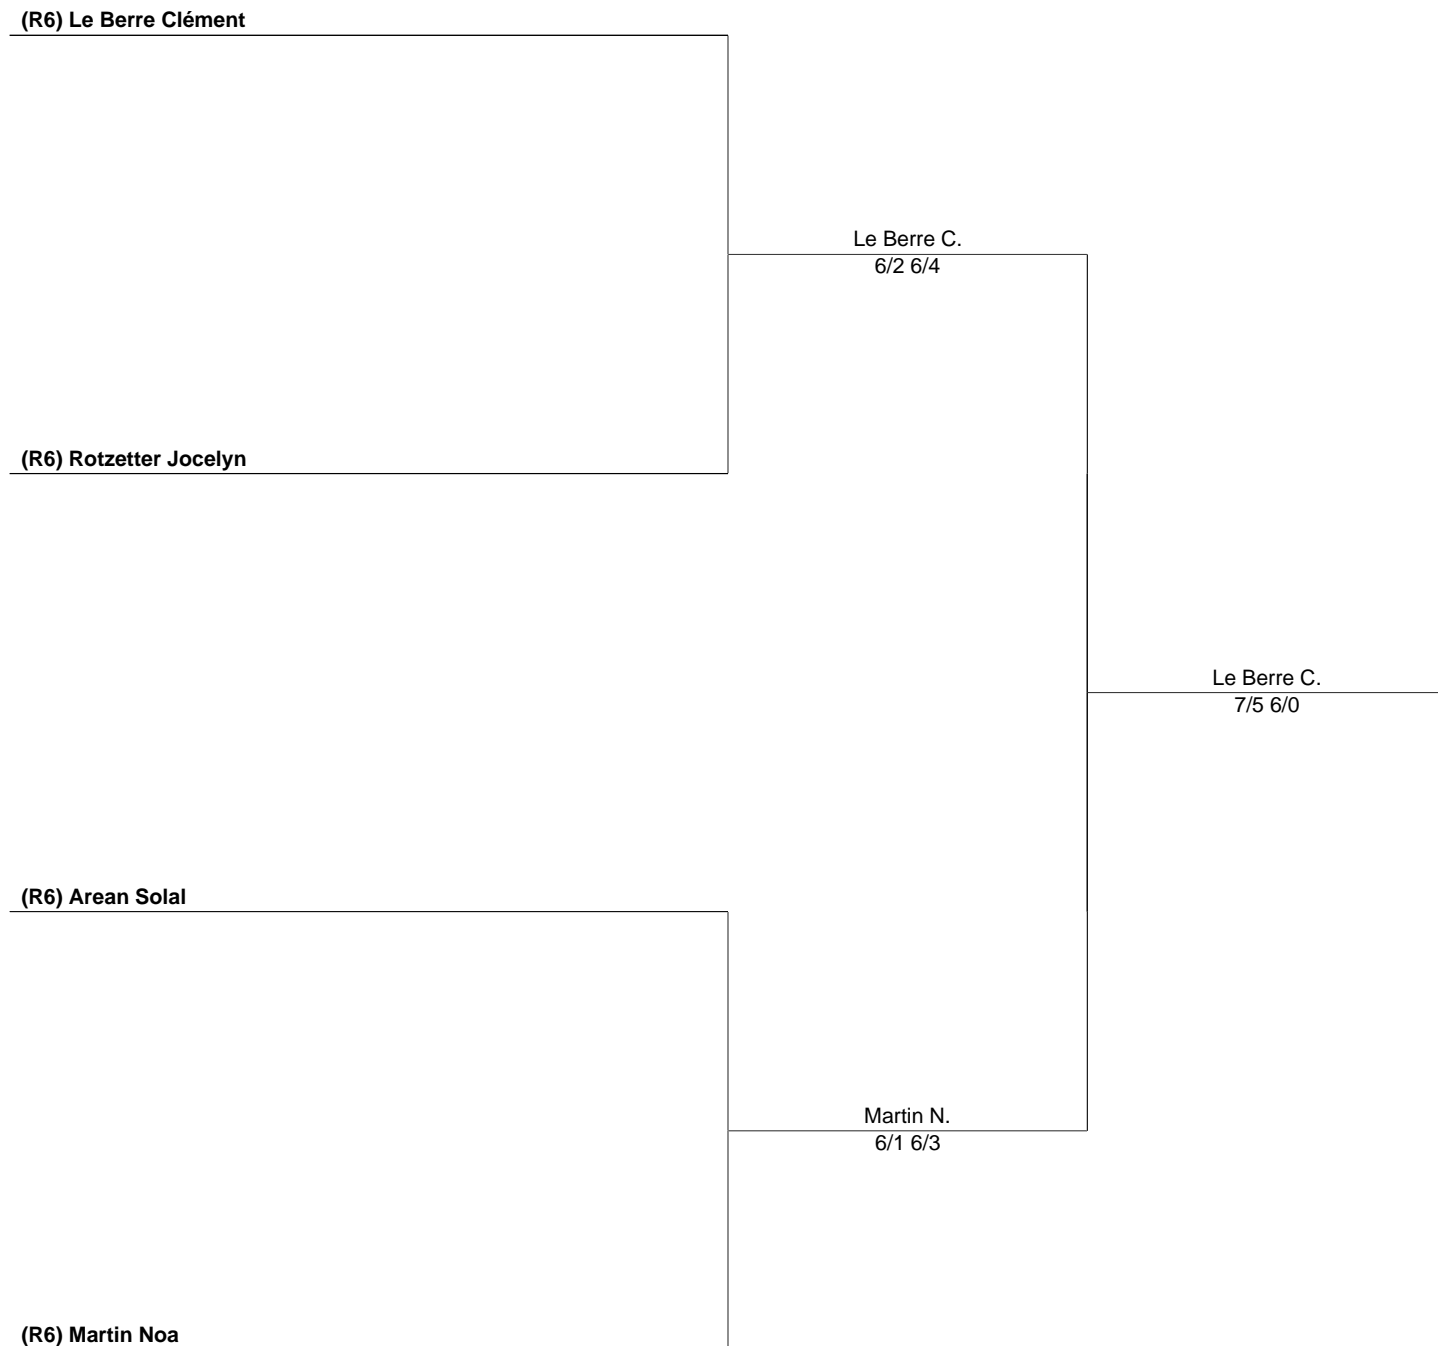 (R6) Le Berre Clément
Le Berre C.
6/2 6/4
(R6) Rotzetter Jocelyn
Le Berre C.
7/5 6/0
(R6) Arean Solal
Martin N.
6/1 6/3
(R6) Martin Noa